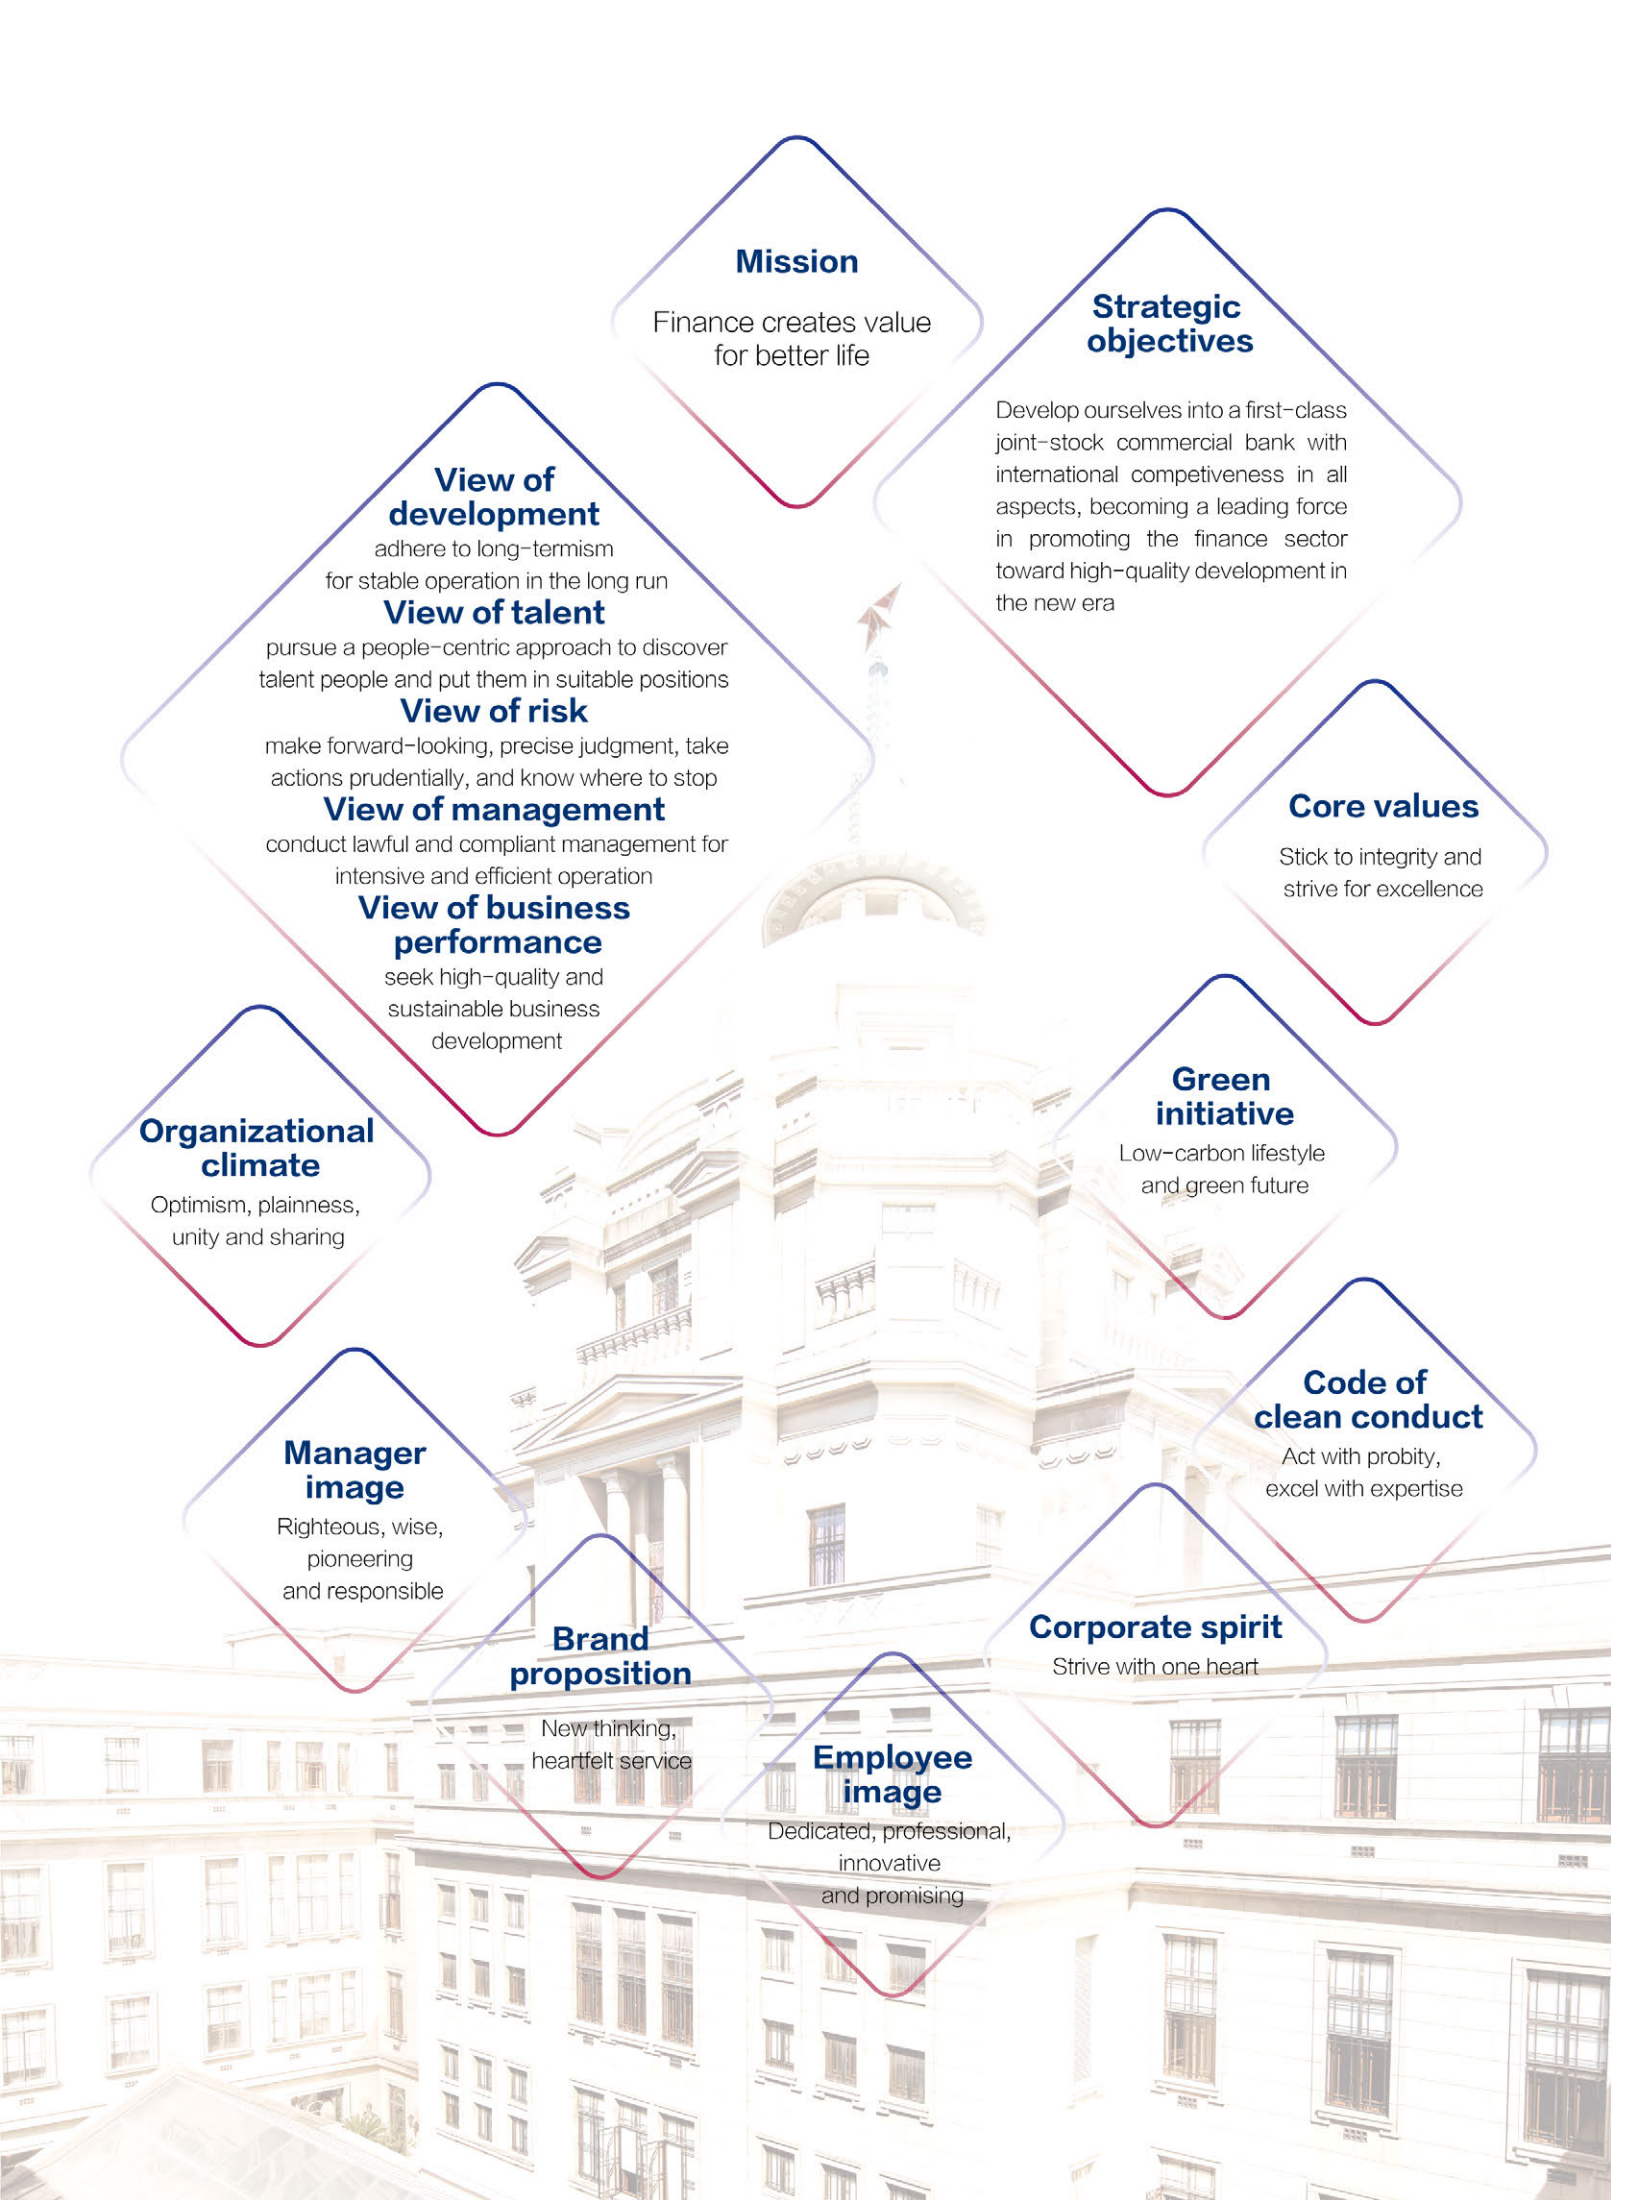 Mission
Finance creates value
for better life
Strategic
objectives
Develop ourselves into a first-class
joint-stock commercial bank with
international competiveness in all
aspects, becoming a leading force
in promoting the finance sector
toward high-quality development in
the new era
View of
development
adhere to long-termism
for stable operation in the long run
View of talent
pursue a people-centric approach to discover
talent people and put them in suitable positions
View of risk
make forward-looking, precise judgment, take
actions prudentially, and know where to stop
View of management
conduct lawful and compliant management for
intensive and efficient operation
View of business
performance
seek high-quality and
sustainable business
development
Core values
Stick to integrity and
strive for excellence
Organizational
climate
Optimism, plainness,
unity and sharing
Green
initiative
Low-carbon lifestyle
and green future
Manager
image
Righteous, wise,
pioneering
and responsible
Code of
clean conduct
Act with probity,
excel with expertise
Brand
proposition
New thinking,
heartfelt service
Corporate spirit
Strive with one heart
Employee
image
Dedicated, professional,
innovative
and promising